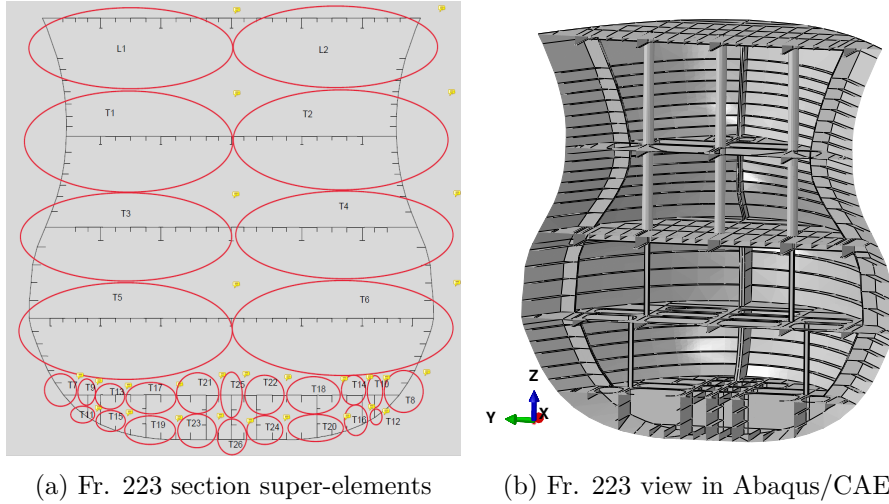 L1 L2
T1 T2
T3 T4
T5 T6
T7 T9 T13 T17 T21 T25 T22 T18 T14 T10 T8
T11 T15 T19 T23 T26 T24 T20 T16 T12
Z
Y X
(a) Fr. 223 section super-elements
(b) Fr. 223 view in Abaqus/CAE